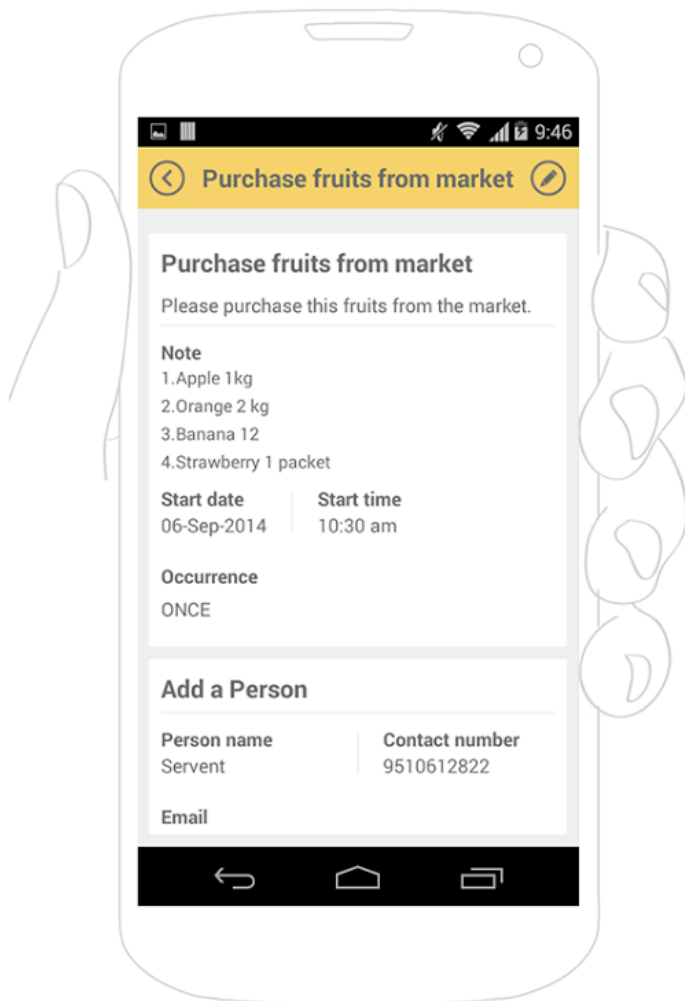 9:46
Purchase fruits from market
Purchase fruits from market
Please purchase this fruits from the market.
Note
1.Apple 1kg
2.Orange 2 kg
3.Banana 12
4.Strawberry 1 packet
Start date Start time
06-Sep-2014 10:30 am
Occurrence
ONCE
Add a Person
Person name Contact number
Servent 9510612822
Email